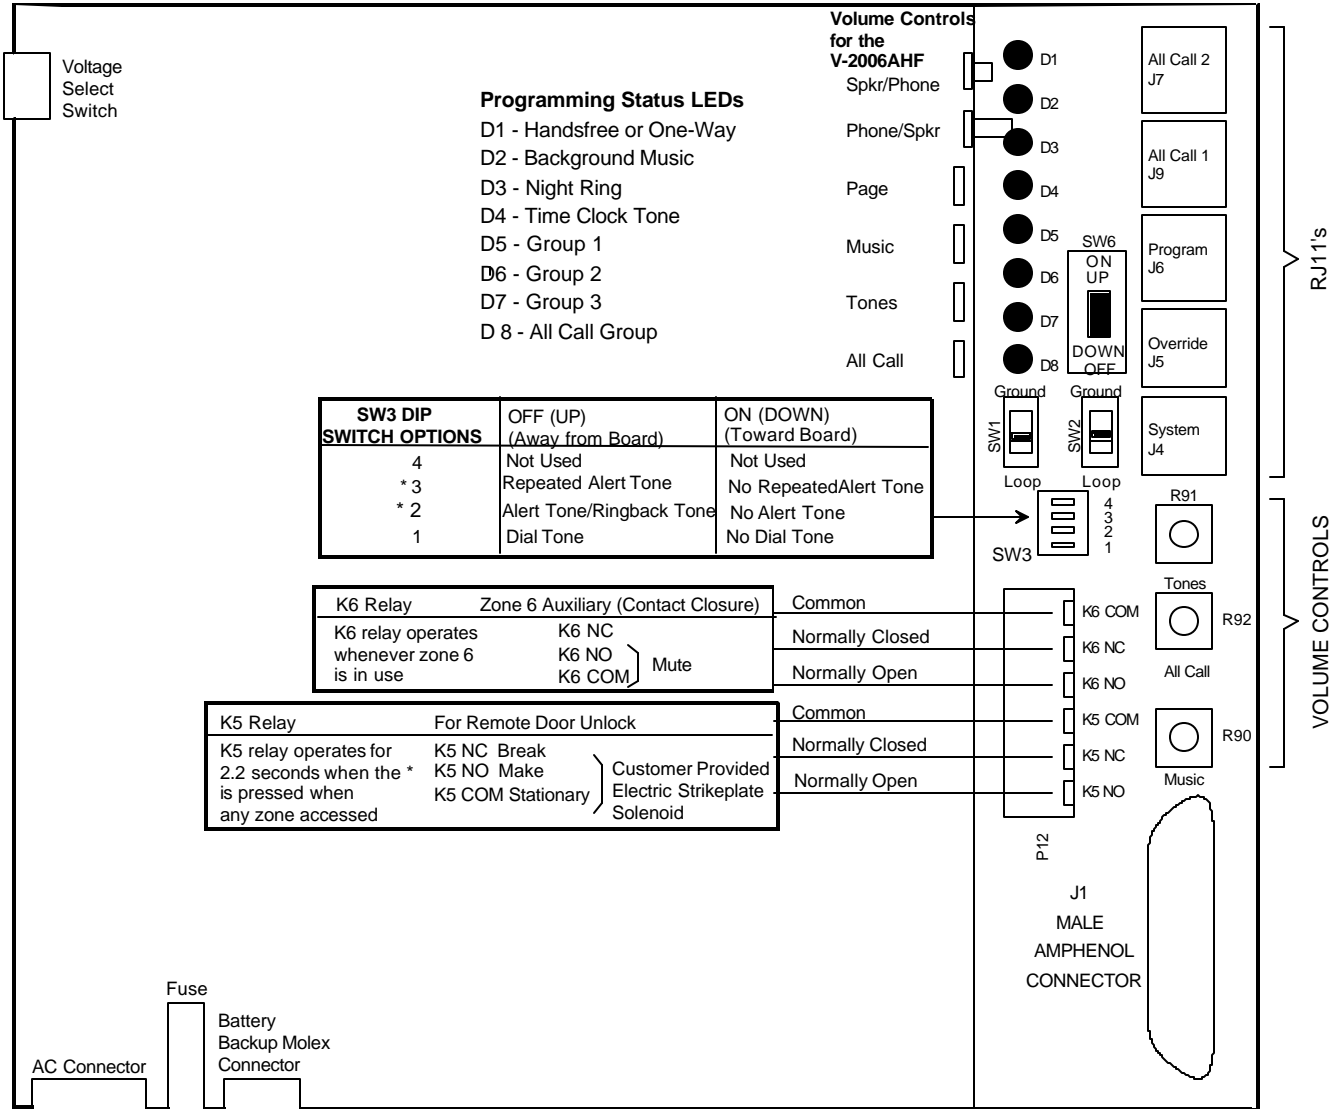 Volume Controls
for the
V-2006AHF
Spkr/Phone
Phone/Spkr
Page
Music
Tones
All Call
Voltage
Select
Switch
Programming Status LEDs
D1 - Handsfree or One-Way
D2 - Background Music
D3 - Night Ring
D4 - Time Clock Tone
D5 - Group 1
D6 - Group 2
D7 - Group 3
D 8 - All Call Group
D1
D2
D3
D4
D5
D6
D7
D8
SW6
ON
UP
DOWN
OFF
All Call 2
J7
All Call 1
J9
Program
J6
Override
J5
System
J4
RJ11's
Ground
SW1
Loop
Ground
SW2
Loop
SW3 DIP
SWITCH OPTIONS
OFF (UP)
(Away from Board)
ON (DOWN)
(Toward Board)
4 Not Used Not Used
* 3 Repeated Alert Tone No RepeatedAlert Tone
* 2 Alert Tone/Ringback Tone No Alert Tone
1 Dial Tone No Dial Tone
SW3
4
3
2
1
R91
Tones
R92
All Call
R90
Music
VOLUME CONTROLS
K6 Relay Zone 6 Auxiliary (Contact Closure)
K6 relay operates
whenever zone 6
is in use
K6 NC
K6 NO
K6 COM
Mute
Common
Normally Closed
Normally Open
K6 COM
K6 NC
K6 NO
K5 Relay For Remote Door Unlock
K5 relay operates for
2.2 seconds when the *
is pressed when
any zone accessed
K5 NC Break
K5 NO Make
K5 COM Stationary
Customer Provided
Electric Strikeplate
Solenoid
Common
Normally Closed
Normally Open
K5 COM
K5 NC
K5 NO
P12
J1
MALE
AMPHENOL
CONNECTOR
Fuse
Battery
Backup Molex
Connector
AC Connector